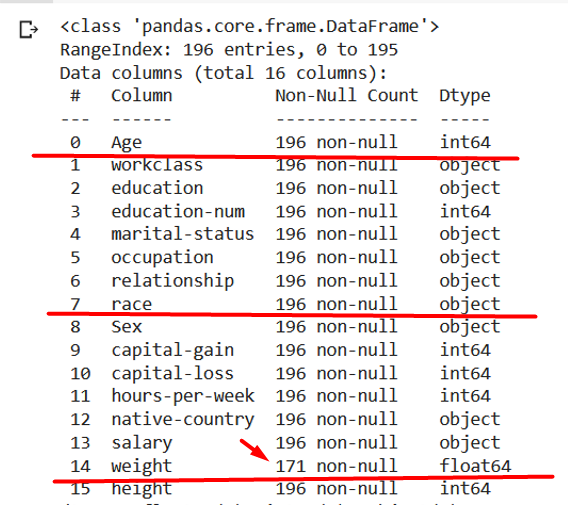 <class 'pandas.core.frame.DataFrame'>
RangeIndex: 196 entries, 0 to 195
Data columns (total 16 columns):
#   Column   Non-Null Count   Dtype
---   ------   --------------   -----
0   Age   196 non-null   int64
1   workclass   196 non-null   object
2   education   196 non-null   object
3   education-num   196 non-null   int64
4   marital-status   196 non-null   object
5   occupation   196 non-null   object
6   relationship   196 non-null   object
7   race   196 non-null   object
8   Sex   196 non-null   object
9   capital-gain   196 non-null   int64
10   capital-loss   196 non-null   int64
11   hours-per-week   196 non-null   int64
12   native-country   196 non-null   object
13   salary   196 non-null   object
14   weight   171 non-null   float64
15   height   196 non-null   int64